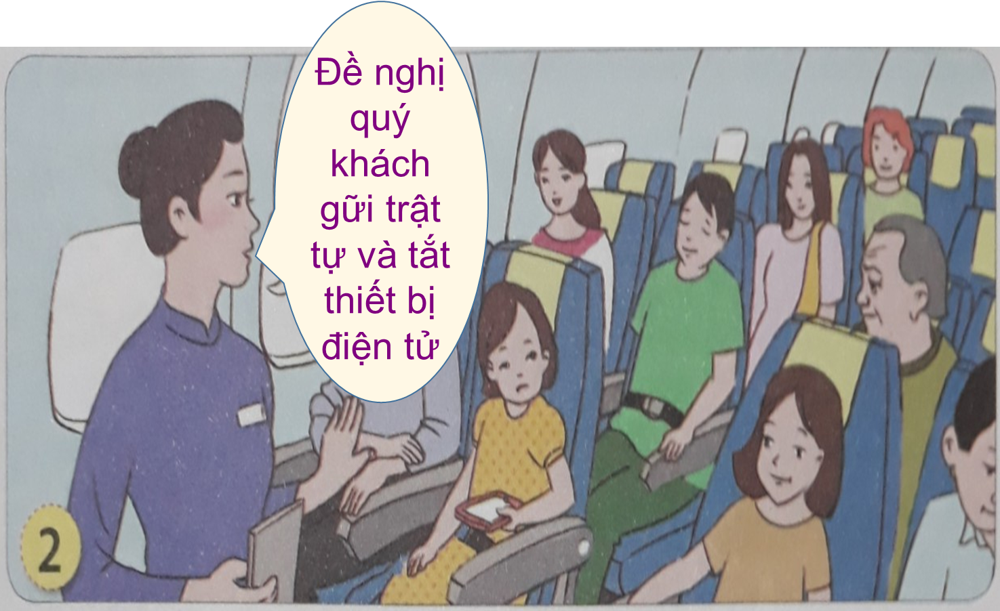 Đề nghị
quý
khách
gữi trật
tự và tắt
thiết bị
điện tử
2